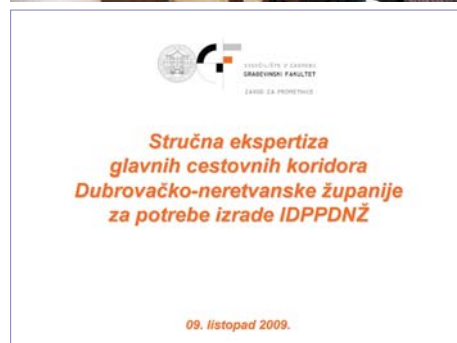 SVEUČILIŠTE U ZAGREBU
GRAĐEVINSKI FAKULTET
ZAVOD ZA PROMETNICE
Stručna ekspertiza
glavnih cestovnih koridora
Dubrovačko-neretvanske županije
za potrebe izrade IDPPDNŽ
09. listopad 2009.